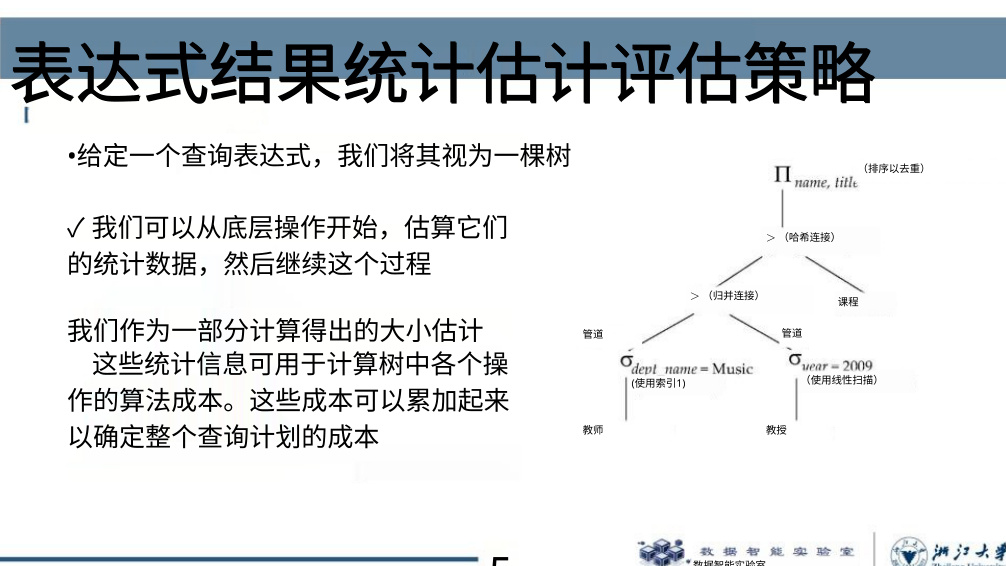 表达式结果统计估计评估策略
•给定一个查询表达式，我们将其视为一棵树
✓ 我们可以从底层操作开始，估算它们
的统计数据，然后继续这个过程
我们作为一部分计算得出的大小估计
这些统计信息可用于计算树中各个操
作的算法成本。这些成本可以累加起来
以确定整个查询计划的成本
Π name, title （排序以去重）
> （哈希连接）
> （归并连接）
课程
管道
管道
σ dept_name = Music
(使用索引1)
σ year = 2009
（使用线性扫描）
教师
教授
数据智能实验室
数据智能实验室
浙江大学